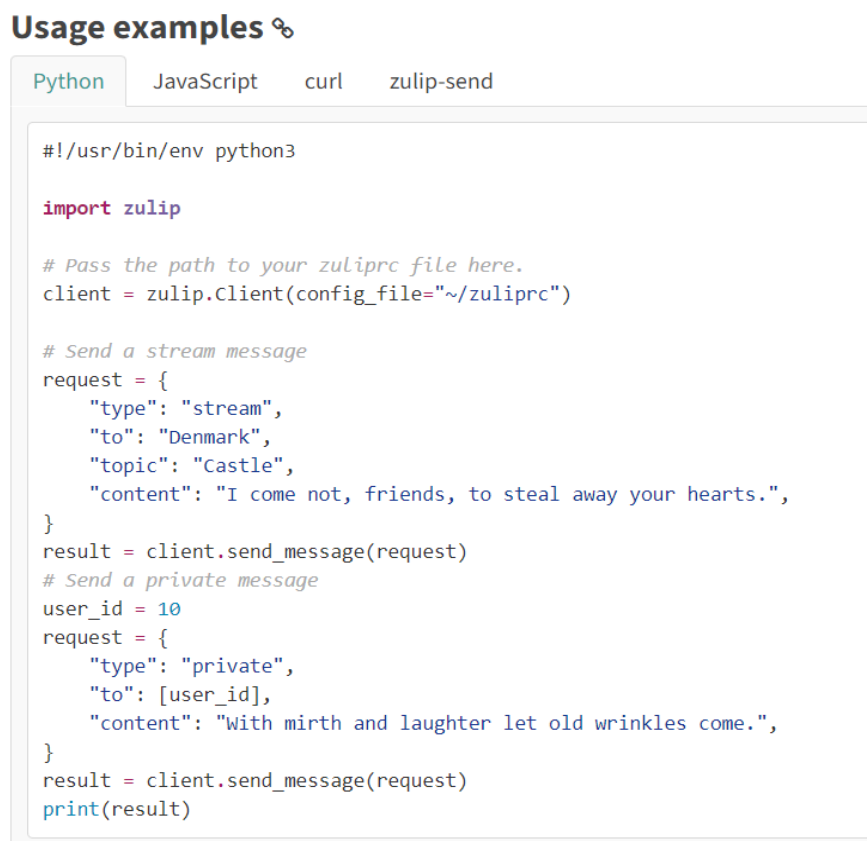 Usage examples
Python JavaScript curl zulip-send
#!/usr/bin/env python3
import zulip
# Pass the path to your zuliprc file here.
client = zulip.Client(config_file="~/zuliprc")
# Send a stream message
request = {
    "type": "stream",
    "to": "Denmark",
    "topic": "Castle",
    "content": "I come not, friends, to steal away your hearts.",
}
result = client.send_message(request)
# Send a private message
user_id = 10
request = {
    "type": "private",
    "to": [user_id],
    "content": "With mirth and laughter let old wrinkles come.",
}
result = client.send_message(request)
print(result)